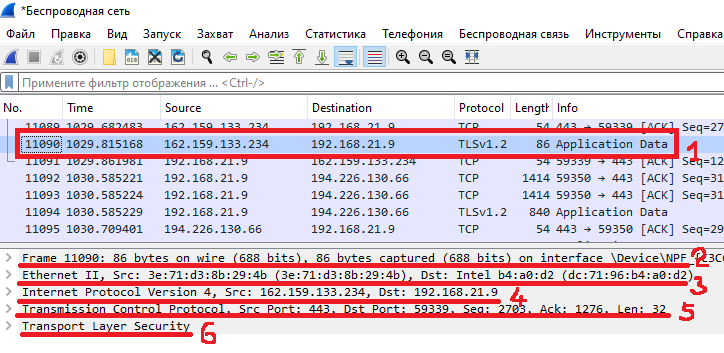 *Беспроводная сеть
Файл Правка Вид Запуск Захват Анализ Статистика Телефония Беспроводная связь Инструменты Справка
Примените фильтр отображения ... <Ctrl-/>
No. Time Source Destination Protocol Length Info
11089 1029.682483 162.159.133.234 192.168.21.9 TCP 54 443 → 59339 [ACK] Seq=27
11090 1029.815168 162.159.133.234 192.168.21.9 TLSv1.2 86 Application Data
1
11091 1029.861981 192.168.21.9 162.159.133.234 TCP 54 59339 → 443 [ACK] Seq=12
11092 1030.585221 192.168.21.9 194.226.130.66 TCP 1414 59350 → 443 [ACK] Seq=31
11093 1030.585224 192.168.21.9 194.226.130.66 TCP 1414 59350 → 443 [ACK] Seq=31
11094 1030.585229 192.168.21.9 194.226.130.66 TLSv1.2 840 Application Data
11095 1030.709401 194.226.130.66 192.168.21.9 TCP 54 443 → 59350 [ACK] Seq=29
Frame 11090: 86 bytes on wire (688 bits), 86 bytes captured (688 bits) on interface \Device\NPF_ 2
Ethernet II, Src: 3e:71:d3:8b:29:4b (3e:71:d3:8b:29:4b), Dst: Intel_b4:a0:d2 (dc:71:96:b4:a0:d2) 3
Internet Protocol Version 4, Src: 162.159.133.234, Dst: 192.168.21.9 4
Transmission Control Protocol, Src Port: 443, Dst Port: 59339, Seq: 2703, Ack: 1276, Len: 32 5
Transport Layer Security 6